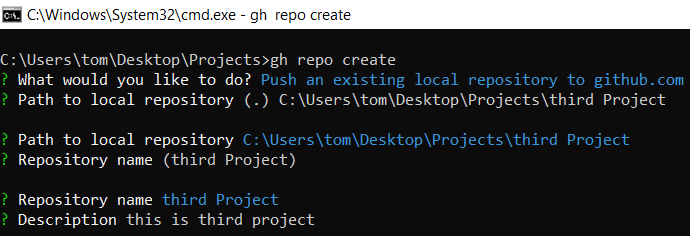 C:\Windows\System32\cmd.exe - gh repo create
C:\Users\tom\Desktop\Projects>gh repo create
? What would you like to do? Push an existing local repository to github.com
? Path to local repository (.) C:\Users\tom\Desktop\Projects\third Project
? Path to local repository C:\Users\tom\Desktop\Projects\third Project
? Repository name (third Project)
? Repository name third Project
? Description this is third project